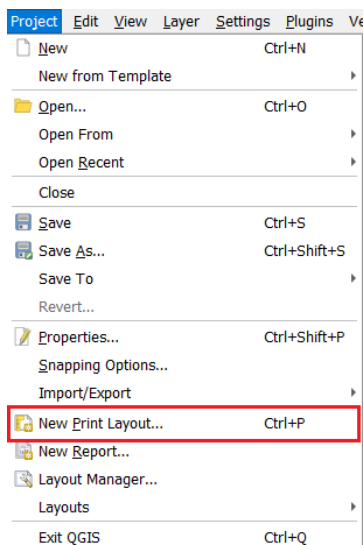 Project Edit View Layer Settings Plugins Ve
New Ctrl+N
New from Template
Open... Ctrl+O
Open From
Open Recent
Close
Save Ctrl+S
Save As... Ctrl+Shift+S
Save To
Revert...
Properties... Ctrl+Shift+P
Snapping Options...
Import/Export
New Print Layout... Ctrl+P
New Report...
Layout Manager...
Layouts
Exit QGIS Ctrl+Q